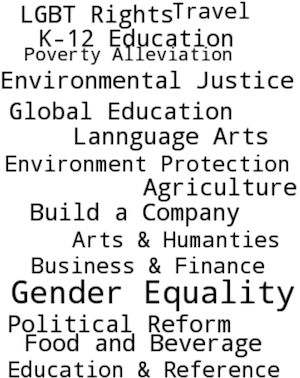 LGBT Rights Travel
K-12 Education
Poverty Alleviation
Environmental Justice
Global Education
Lannguage Arts
Environment Protection
Agriculture
Build a Company
Arts & Humanties
Business & Finance
Gender Equality
Political Reform
Food and Beverage
Education & Reference